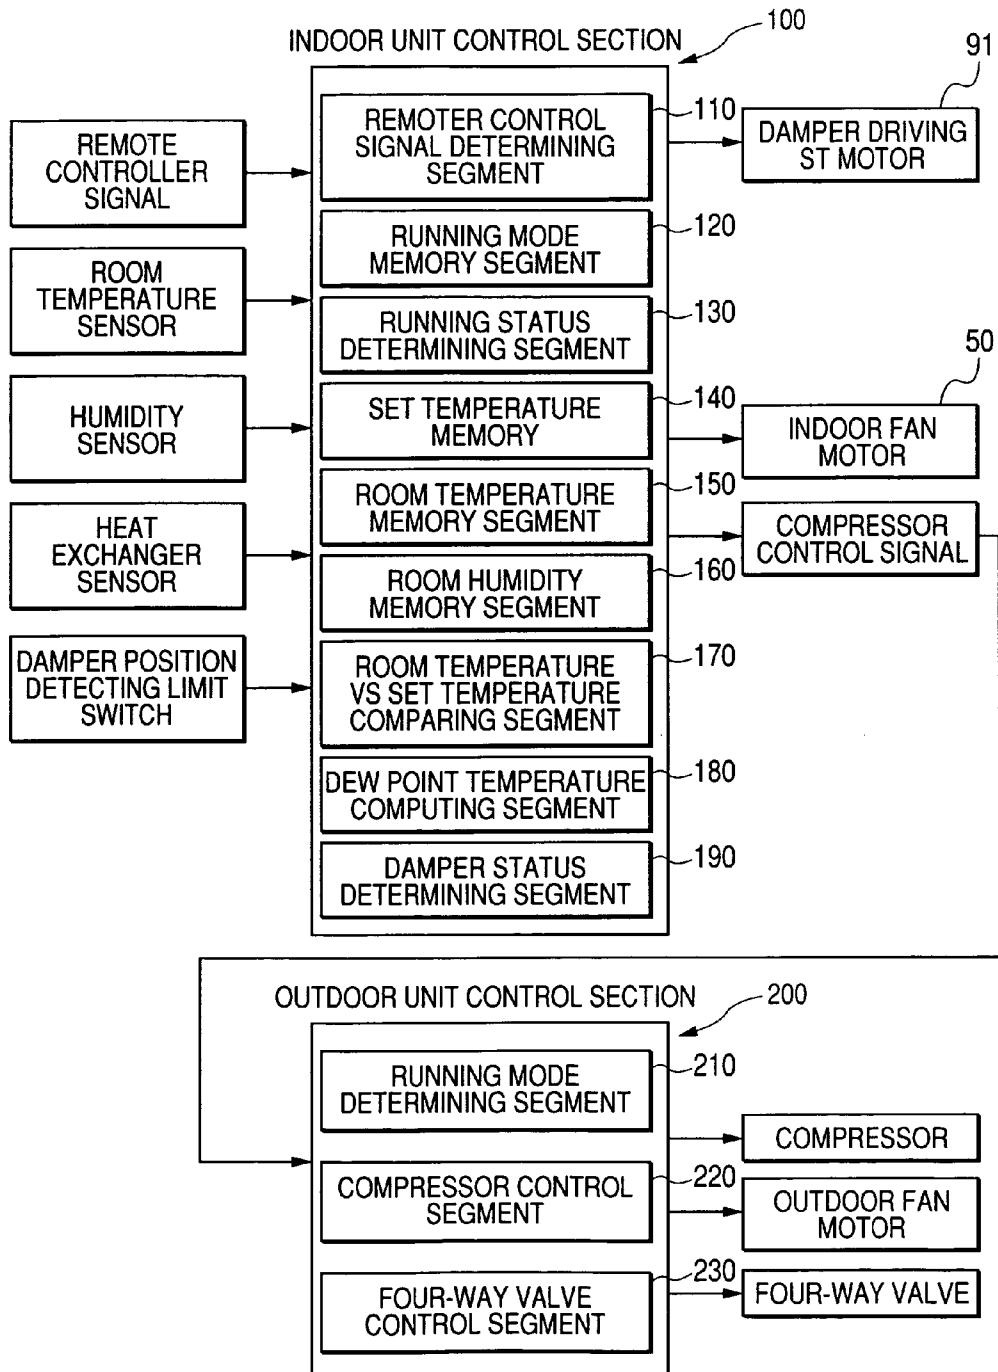 100
INDOOR UNIT CONTROL SECTION
91
REMOTE
CONTROLLER
SIGNAL
ROOM
TEMPERATURE
SENSOR
HUMIDITY
SENSOR
HEAT
EXCHANGER
SENSOR
DAMPER POSITION
DETECTING LIMIT
SWITCH
REMOTER CONTROL
SIGNAL DETERMINING
SEGMENT
110
RUNNING MODE
MEMORY SEGMENT
120
RUNNING STATUS
DETERMINING SEGMENT
130
SET TEMPERATURE
MEMORY
140
ROOM TEMPERATURE
MEMORY SEGMENT
150
ROOM HUMIDITY
MEMORY SEGMENT
160
ROOM TEMPERATURE
VS SET TEMPERATURE
COMPARING SEGMENT
170
DEW POINT TEMPERATURE
COMPUTING SEGMENT
180
DAMPER STATUS
DETERMINING SEGMENT
190
DAMPER DRIVING
ST MOTOR
50
INDOOR FAN
MOTOR
COMPRESSOR
CONTROL SIGNAL
OUTDOOR UNIT CONTROL SECTION
200
RUNNING MODE
DETERMINING SEGMENT
210
COMPRESSOR CONTROL
SEGMENT
220
FOUR-WAY VALVE
CONTROL SEGMENT
230
COMPRESSOR
OUTDOOR FAN
MOTOR
FOUR-WAY VALVE